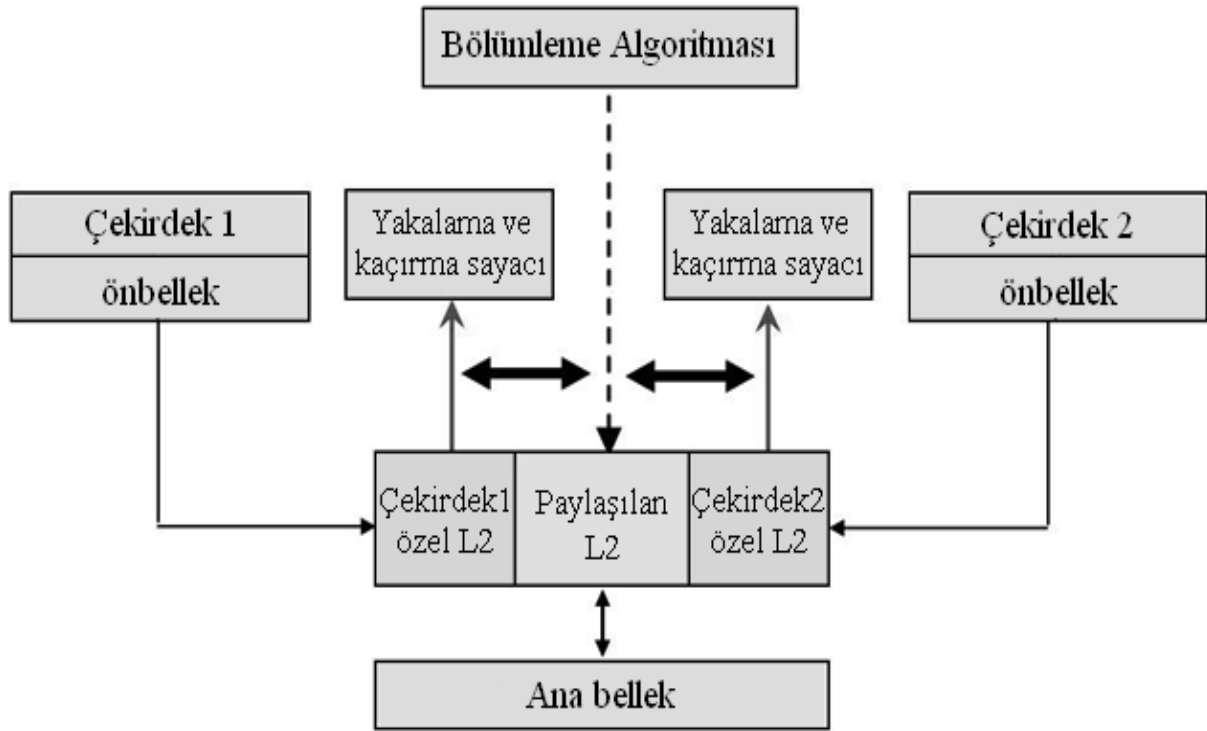 Bölümleme Algoritması
Çekirdek 1
önbellek
Yakalama ve
kaçırma sayacı
Yakalama ve
kaçırma sayacı
Çekirdek 2
önbellek
Çekirdek1
özel L2
Paylaşılan
L2
Çekirdek2
özel L2
Ana bellek